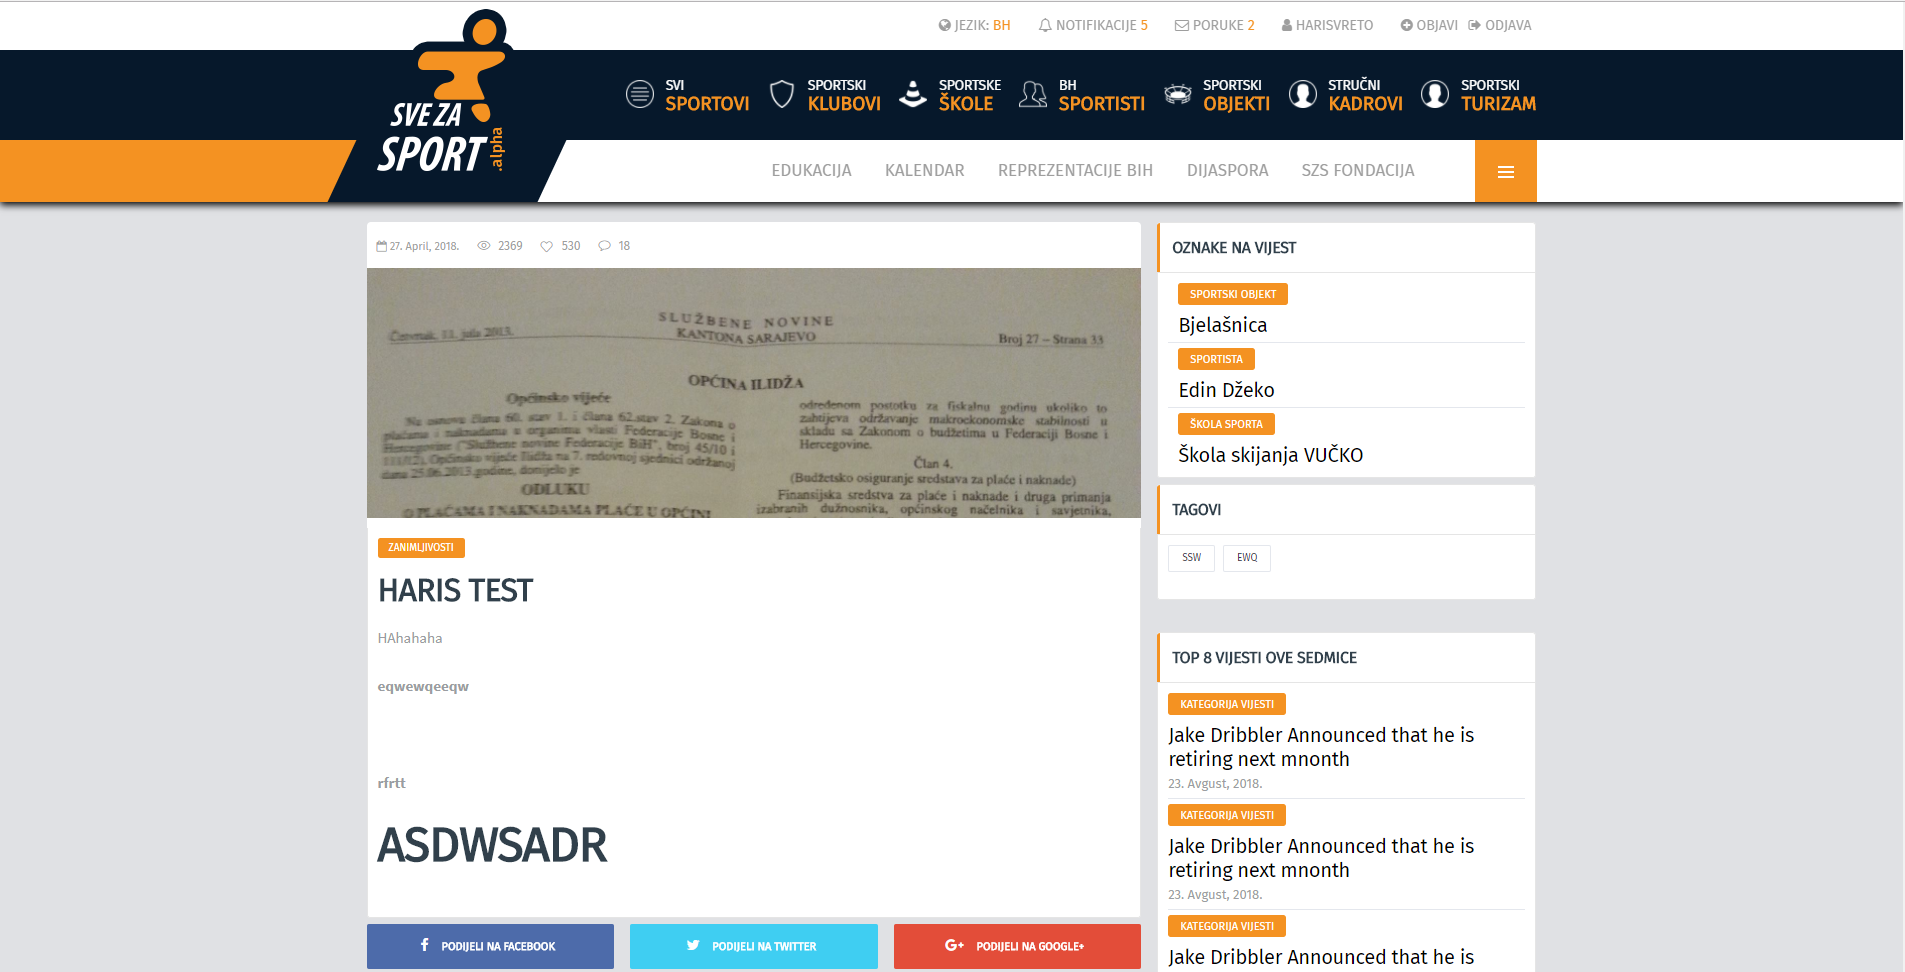 JEZIK: BH
NOTIFIKACIJE 5
PORUKE 2
HARISVRETO
OBJAVI
ODJAVA
SVE ZA
SPORT
.alpha
SVI
SPORTOVI
SPORTSKI
KLUBOVI
SPORTSKE
ŠKOLE
BH
SPORTISTI
SPORTSKI
OBJEKTI
STRUČNI
KADROVI
SPORTSKI
TURIZAM
EDUKACIJA
KALENDAR
REPREZENTACIJE BIH
DIJASPORA
SZS FONDACIJA
27. April, 2018.
2369
530
18
SLUŽBENE NOVINE
KANTONA SARAJEVO
Četvrtak, 11. jula 2013.
Broj 27 – Strana 33
OPĆINA ILIDŽA
Općinsko vijeće
Na osnovu člana 60. stav 1. i člana 62.stav 2. Zakona o
plaćama i naknadama u organima vlasti Federacije Bosne i
Hercegovine ("Službene novine Federacije BiH", broj 45/10 i
111/12), Općinsko vijeće Ilidža na 7. redovnoj sjednici održanoj
dana 25.06.2013.godine, donijelo je
ODLUKU
O PLAĆAMA I NAKNADAMA PLAĆE U OPĆINI
određenom postotku za fiskalnu godinu ukoliko to
zahtijeva održavanje makroekonomske stabilnosti u
skladu sa Zakonom o budžetima u Federaciji Bosne i
Hercegovine.
Član 4.
(Budžetsko osiguranje sredstava za plaće i naknade)
Finansijska sredstva za plaće i naknade i druga primanja
izabranih dužnosnika, općinskog načelnika i savjetnika,
ZANIMLJIVOSTI
HARIS TEST
HAhahaha
eqwewqeeqw
rfrtt
ASDWSADR
PODIJELI NA FACEBOOK
PODIJELI NA TWITTER
PODIJELI NA GOOGLE+
OZNAKE NA VIJEST
SPORTSKI OBJEKT
Bjelašnica
SPORTISTA
Edin Džeko
ŠKOLA SPORTA
Škola skijanja VUČKO
TAGOVI
SSW
EWQ
TOP 8 VIJESTI OVE SEDMICE
KATEGORIJA VIJESTI
Jake Dribbler Announced that he is
retiring next mnonth
23. Avgust, 2018.
KATEGORIJA VIJESTI
Jake Dribbler Announced that he is
retiring next mnonth
23. Avgust, 2018.
KATEGORIJA VIJESTI
Jake Dribbler Announced that he is